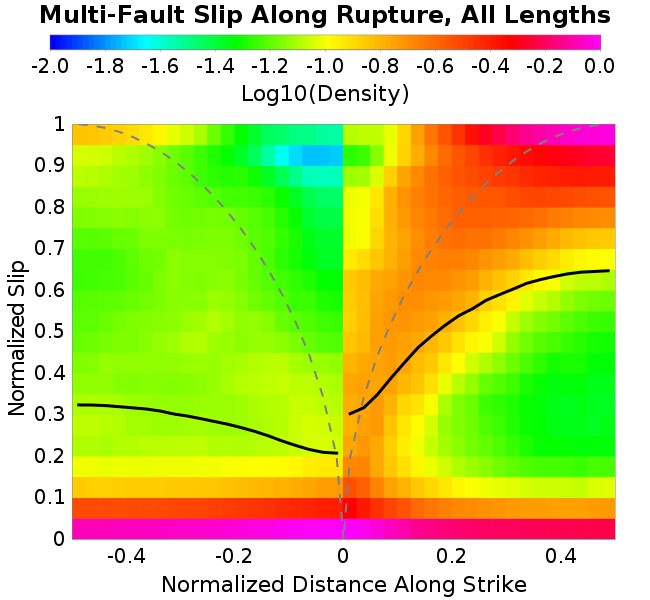 Multi-Fault Slip Along Rupture, All Lengths
-2.0 -1.8 -1.6 -1.4 -1.2 -1.0 -0.8 -0.6 -0.4 -0.2 0.0
Log10(Density)
Normalized Slip
1
0.9
0.8
0.7
0.6
0.5
0.4
0.3
0.2
0.1
0
-0.4 -0.2 0 0.2 0.4
Normalized Distance Along Strike